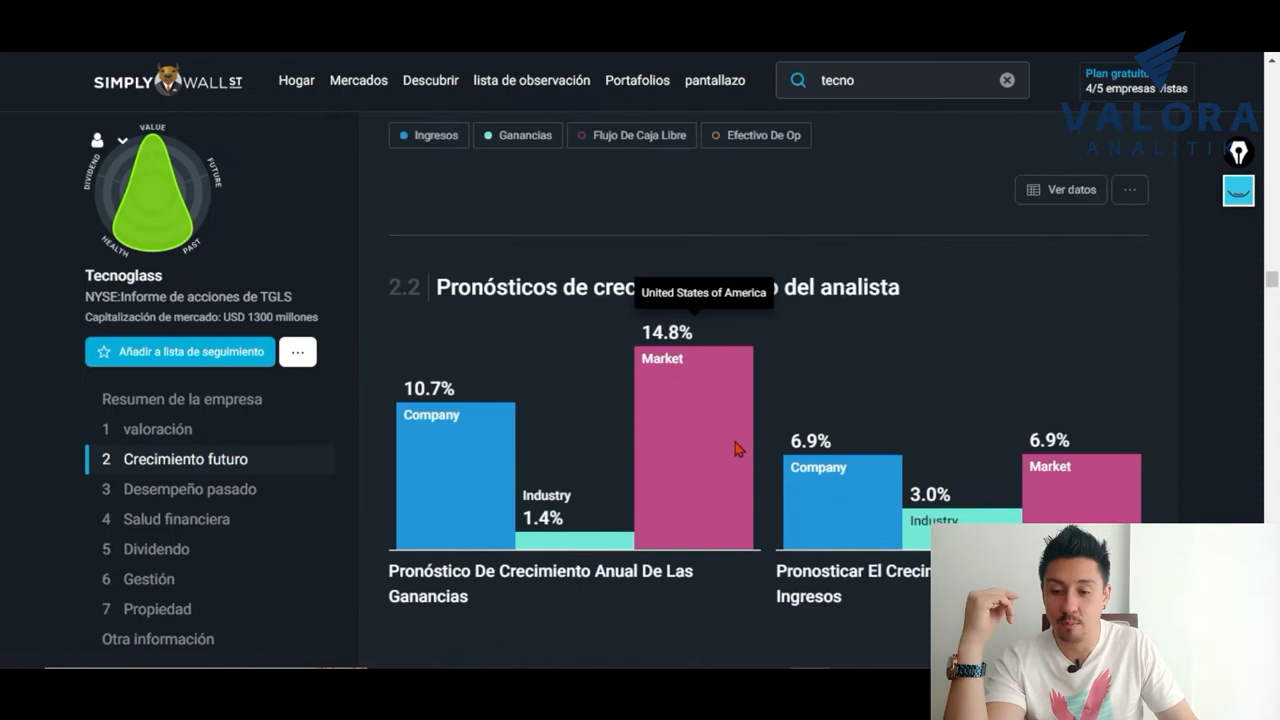 SIMPLY WALL ST
Hogar
Mercados
Descubrir
lista de observación
Portafolios
pantallazo
tecno
Plan gratuito
4/5 empresas vistas
VALORA
ANALITIK
VALUE
FUTURE
PAST
HEALTH
DIVIDEND
Tecnoglass
NYSE:Informe de acciones de TGLS
Capitalización de mercado: USD 1300 millones
Añadir a lista de seguimiento
...
Resumen de la empresa
1 valoración
2 Crecimiento futuro
3 Desempeño pasado
4 Salud financiera
5 Dividendo
6 Gestión
7 Propiedad
Otra información
Ingresos
Ganancias
Flujo De Caja Libre
Efectivo De Op
Ver datos
...
2.2 Pronósticos de del analista
United States of America
10.7%
Company
Industry
1.4%
14.8%
Market
Pronóstico De Crecimiento Anual De Las
Ganancias
6.9%
Company
3.0%
Industry
6.9%
Market
Pronosticar El
Ingresos